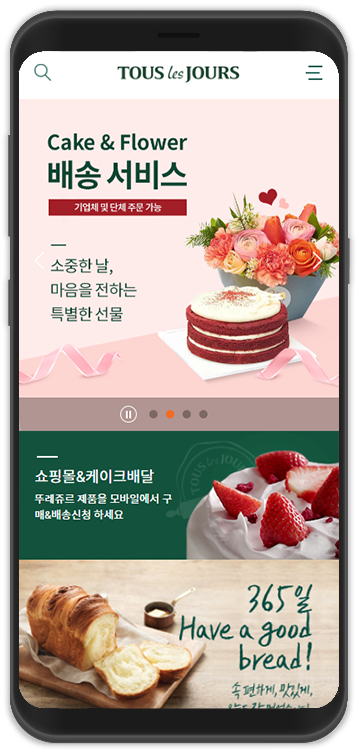 TOUS les JOURS
Cake & Flower
배송 서비스
기업체 및 단체 주문 가능
소중한 날,
마음을 전하는
특별한 선물
쇼핑몰&케이크배달
뚜레쥬르 제품을 모바일에서 구
매&배송신청 하세요
TOUS les JOURS
365일
Have a good
bread!
속 편하게, 맛있게,